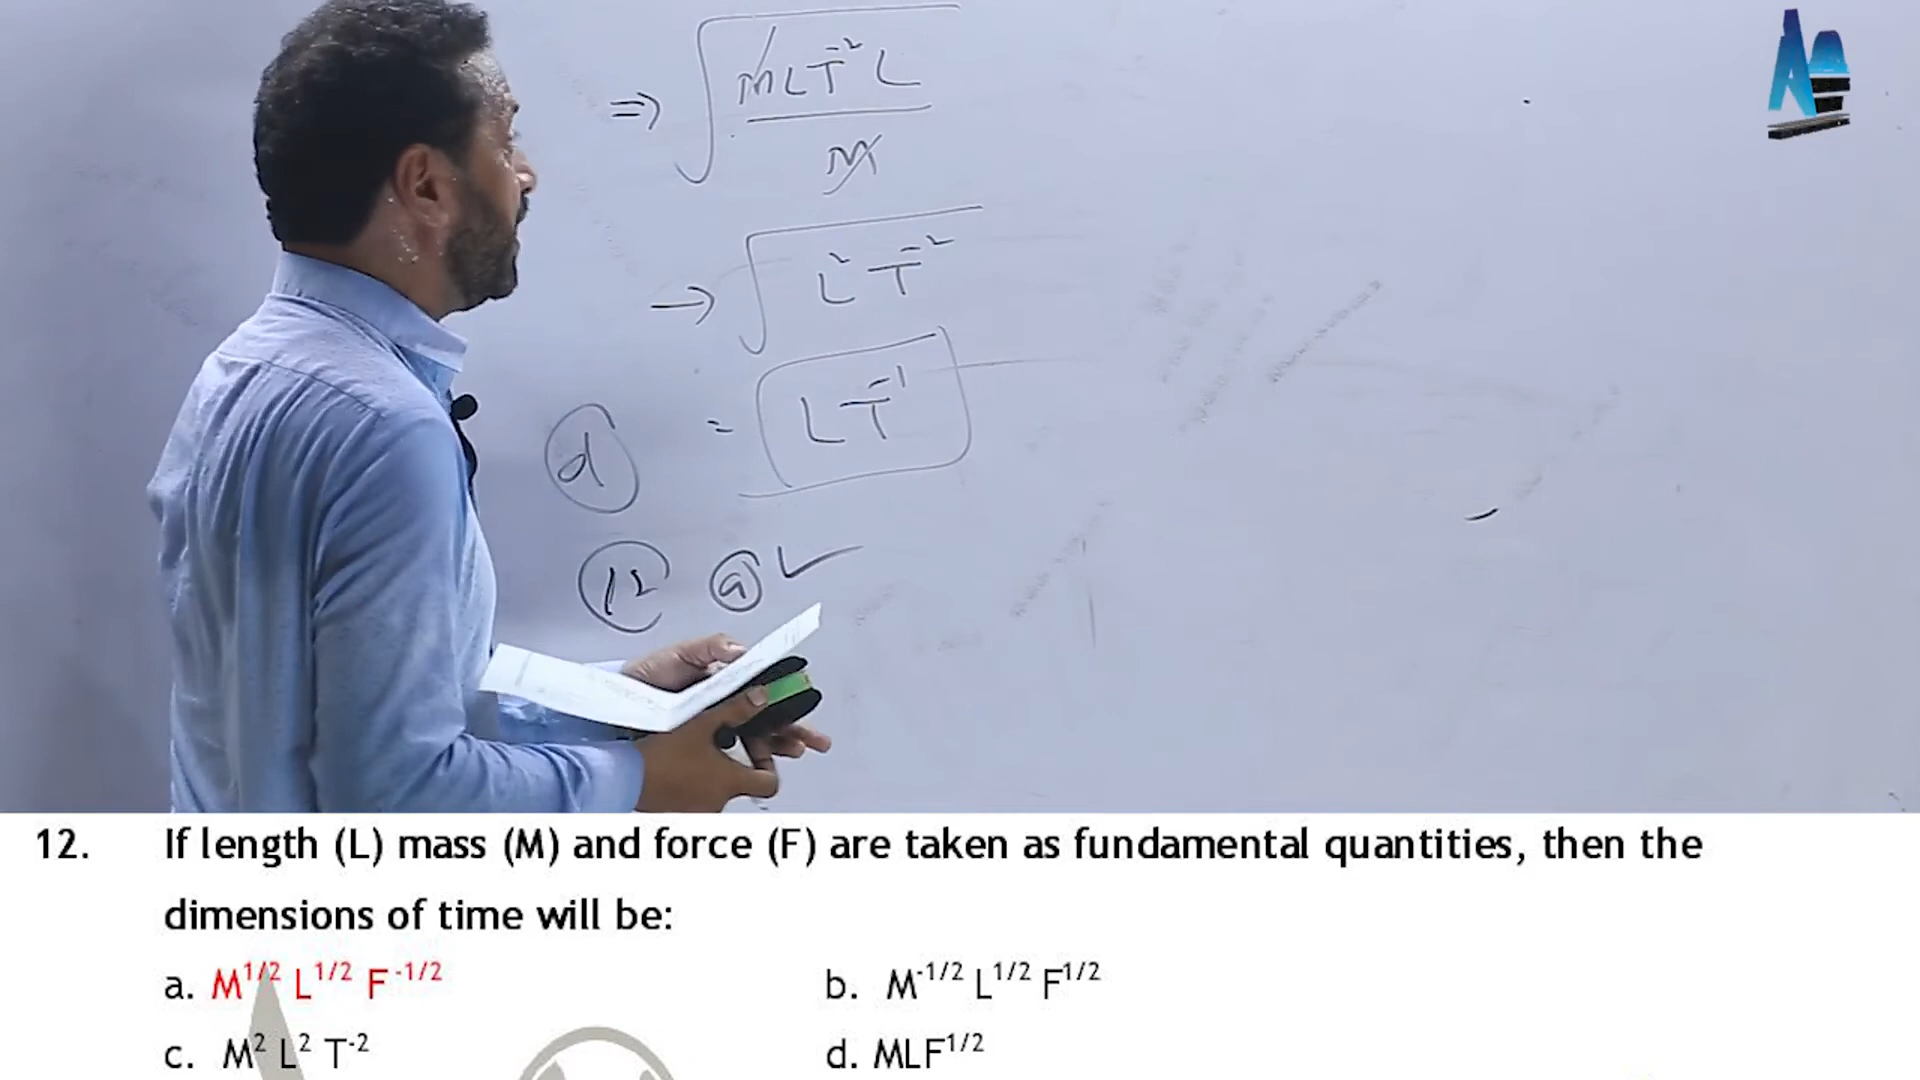 ⇒ √(MLT⁻²L / M)
→ √(L² T⁻²)
d = LT⁻¹
12 a ✓
12. If length (L) mass (M) and force (F) are taken as fundamental quantities, then the
dimensions of time will be:
a. M^1/2 L^1/2 F^-1/2 b. M^-1/2 L^1/2 F^1/2
c. M² L² T⁻² d. MLF^1/2